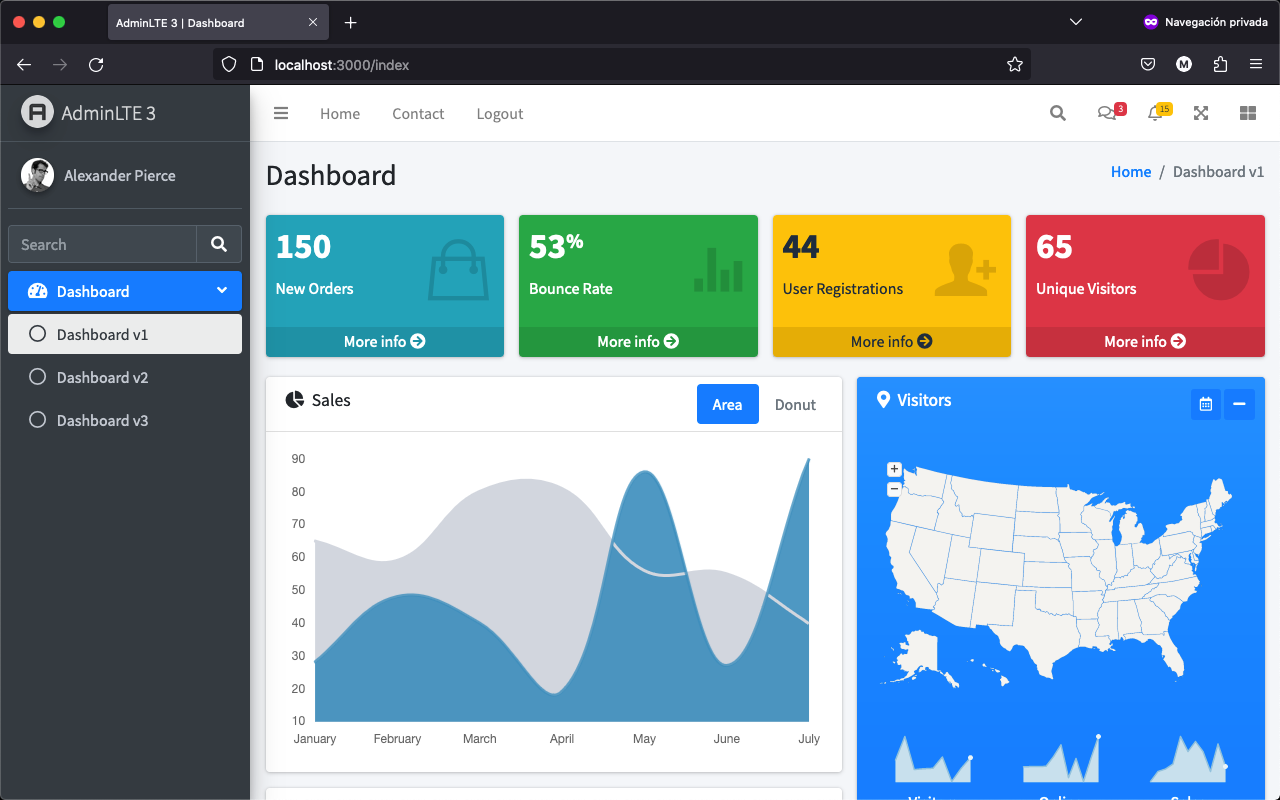 AdminLTE 3 | Dashboard
Navegación privada
localhost:3000/index
AdminLTE 3
Home
Contact
Logout
3
15
Alexander Pierce
Search
Dashboard
Dashboard v1
Dashboard v2
Dashboard v3
Dashboard
Home / Dashboard v1
150
New Orders
More info
53%
Bounce Rate
More info
44
User Registrations
More info
65
Unique Visitors
More info
Sales
Area
Donut
90
80
70
60
50
40
30
20
10
January
February
March
April
May
June
July
Visitors
+
−